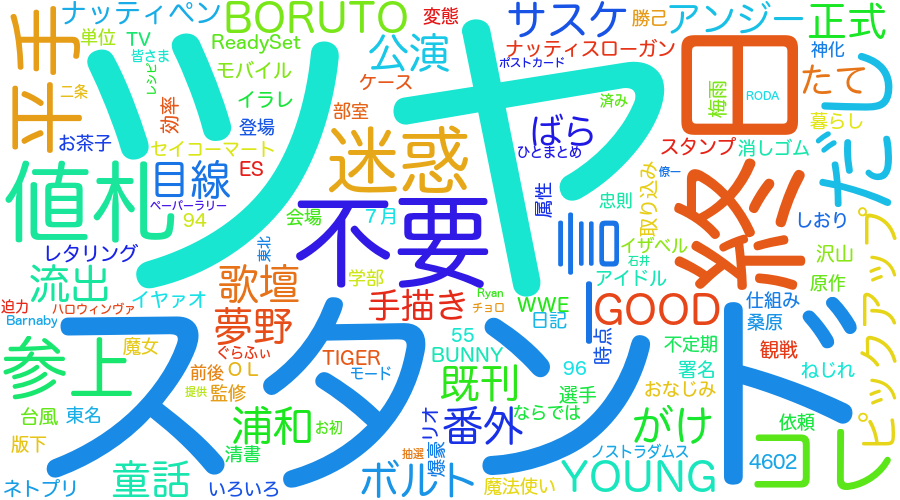 ナッティペン
BORUTO
変態
サスケ
勝己
アンジー
正式
単位
TV
ReadySet
公演
ナッティスローガン
神化
平手
皆さま
レシピ
モバイル
ケース
ポストカード
たて
二条
効率
イラレ
部室
済み
梅雨
RODA
日
暮らし
お茶子
登場
ツヤ
ばら
だし
セイコーマート
迷惑
ひとまとめ
スタンプ
消しゴム
値札
目線
ES
不要
属性
取り込み
僚一
終
ペーパーラリー
94
会場
7月
忠則
しおり
レタリング
東北
学部
言一
イザベル
石井
沢山
流出
イヤァオ
歌壇
手描き
Ryan
WWE
アイドル
原作
ピックアップ
迫力
ハロウィンヴァ
チョロ
日記
GOOD
仕組み
Barnaby
夢野
55
時点
桑原
参上
魔女
ぐらふぃ
TIGER
BUNNY
不定期
観戦
スタンド
前後
OL
モード
96
署名
ねじれ
提供
監修
既刊
選手
おなじみ
台風
東名
浦和
お初
リオ
番外
ならでは
がけ
依頼
コレ
版下
清書
抽選
爆豪
ノストラダムス
4602
ネトプリ
童話
いろいろ
ボルト
魔法使い
YOUNG